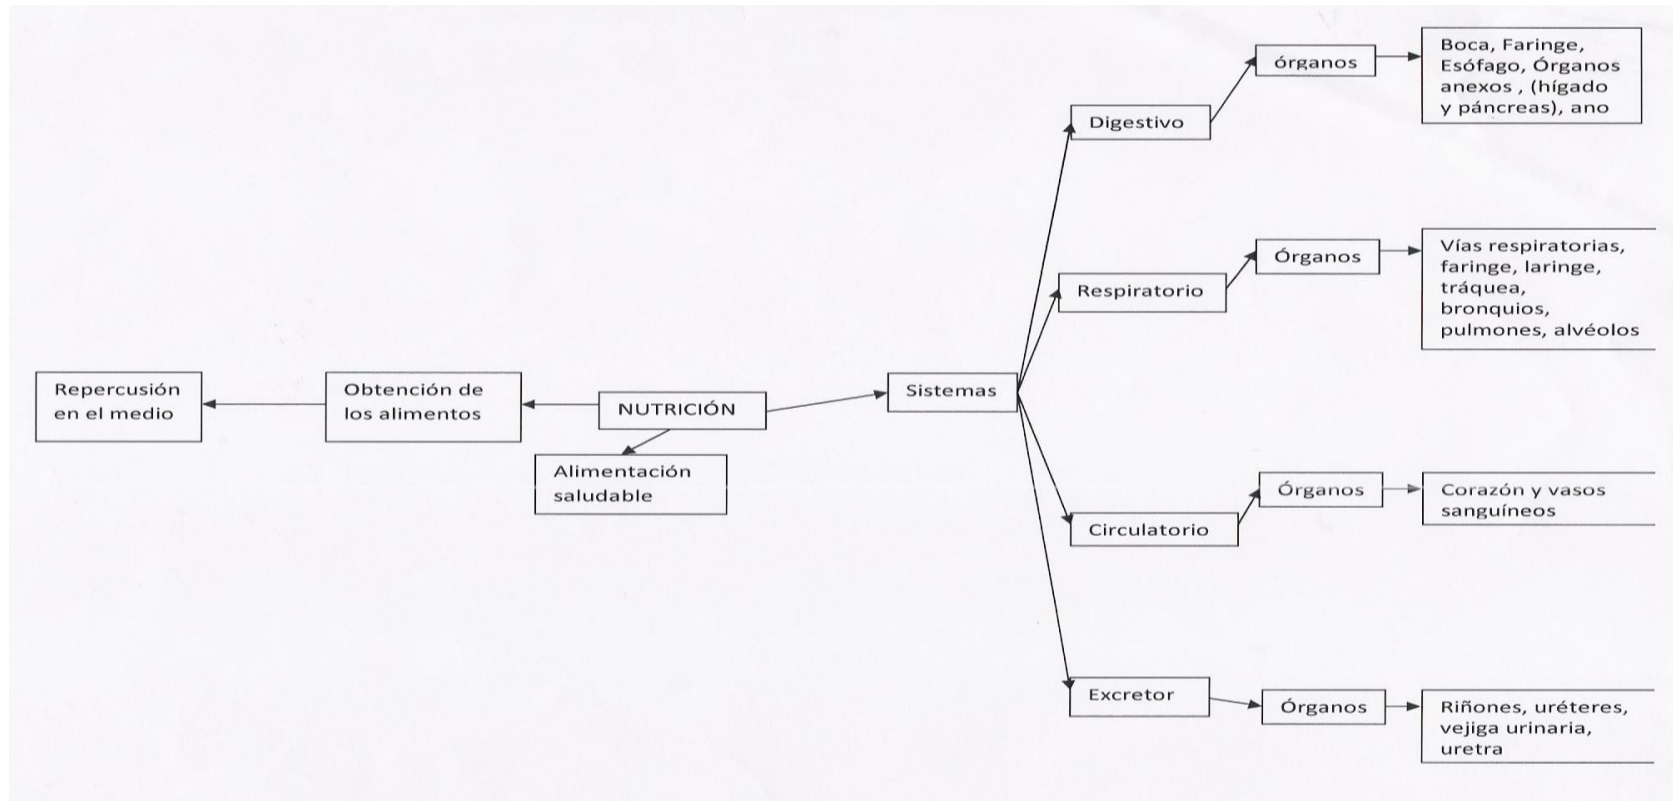 órganos
Boca, Faringe,
Esófago, Órganos
anexos , (hígado
y páncreas), ano
Digestivo
Órganos
Vías respiratorias,
faringe, laringe,
tráquea,
bronquios,
pulmones, alvéolos
Respiratorio
Repercusión
en el medio
Obtención de
los alimentos
NUTRICIÓN
Sistemas
Alimentación
saludable
Órganos
Corazón y vasos
sanguíneos
Circulatorio
Excretor
Órganos
Riñones, uréteres,
vejiga urinaria,
uretra